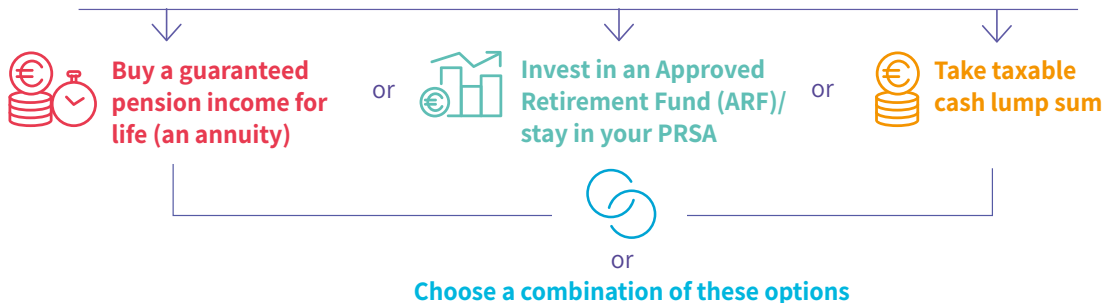 Buy a guaranteed
pension income for
life (an annuity)
or
Invest in an Approved
Retirement Fund (ARF)/
stay in your PRSA
or
Take taxable
cash lump sum
or
Choose a combination of these options